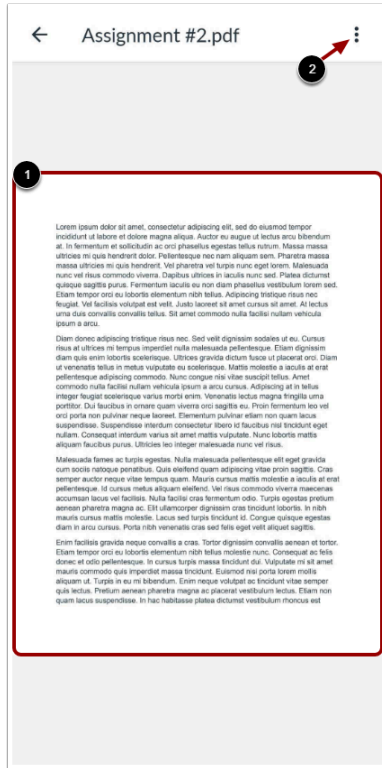 Assignment #2.pdf
2
1
Lorem ipsum dolor sit amet, consectetur adipiscing elit, sed do eiusmod tempor
incididunt ut labore et dolore magna aliqua. Auctor eu augue ut lectus arcu bibendum
at. In fermentum et sollicitudin ac orci phasellus egestas tellus rutrum. Massa massa
ultricies mi quis hendrerit dolor. Pellentesque nec nam aliquam sem. Pharetra massa
massa ultricies mi quis hendrerit. Vel pharetra vel turpis nunc eget lorem. Malesuada
nunc vel risus commodo viverra. Dapibus ultrices in iaculis nunc sed. Platea dictumst
quisque sagittis purus. Fermentum iaculis eu non diam phasellus vestibulum lorem sed.
Etiam tempor orci eu lobortis elementum nibh tellus. Adipiscing tristique risus nec
feugiat. Vel facilisis volutpat est velit. Justo laoreet sit amet cursus sit amet. At lectus
urna duis convallis convallis tellus. Sit amet commodo nulla facilisi nullam vehicula
ipsum a arcu.
Diam donec adipiscing tristique risus nec. Sed velit dignissim sodales ut eu. Cursus
risus at ultrices mi tempus imperdiet nulla malesuada pellentesque. Etiam dignissim
diam quis enim lobortis scelerisque. Ultrices gravida dictum fusce ut placerat orci. Diam
ut venenatis tellus in metus vulputate eu scelerisque. Mattis molestie a iaculis at erat
pellentesque adipiscing commodo. Nunc congue nisi vitae suscipit tellus. Amet
commodo nulla facilisi nullam vehicula ipsum a arcu cursus. Adipiscing at in tellus
integer feugiat scelerisque varius morbi enim. Venenatis lectus magna fringilla urna
porttitor. Dui faucibus in ornare quam viverra orci sagittis eu. Proin fermentum leo vel
orci porta non pulvinar neque laoreet. Elementum pulvinar etiam non quam lacus
suspendisse. Suspendisse interdum consectetur libero id faucibus nisl tincidunt eget
nullam. Consequat interdum varius sit amet mattis vulputate. Nunc lobortis mattis
aliquam faucibus purus. Ultricies leo integer malesuada nunc vel risus.
Malesuada fames ac turpis egestas. Nulla malesuada pellentesque elit eget gravida
cum sociis natoque penatibus. Quis eleifend quam adipiscing vitae proin sagittis. Cras
semper auctor neque vitae tempus quam. Mauris cursus mattis molestie a iaculis at erat
pellentesque. Id cursus metus aliquam eleifend. Vel risus commodo viverra maecenas
accumsan lacus vel facilisis. Nulla facilisi cras fermentum odio. Turpis egestas pretium
aenean pharetra magna ac. Elit ullamcorper dignissim cras tincidunt lobortis. In nibh
mauris cursus mattis molestie. Lacus sed turpis tincidunt id. Congue quisque egestas
diam in arcu cursus. Porta nibh venenatis cras sed felis eget velit aliquet sagittis.
Enim facilisis gravida neque convallis a cras. Tortor dignissim convallis aenean et tortor.
Etiam tempor orci eu lobortis elementum nibh tellus molestie nunc. Consequat ac felis
donec et odio pellentesque. In cursus turpis massa tincidunt dui. Vulputate mi sit amet
mauris commodo quis imperdiet massa tincidunt. Euismod nisi porta lorem mollis
aliquam ut. Turpis in eu mi bibendum. Enim neque volutpat ac tincidunt vitae semper
quis lectus. Pretium aenean pharetra magna ac placerat vestibulum lectus. Etiam non
quam lacus suspendisse. In hac habitasse platea dictumst vestibulum rhoncus est